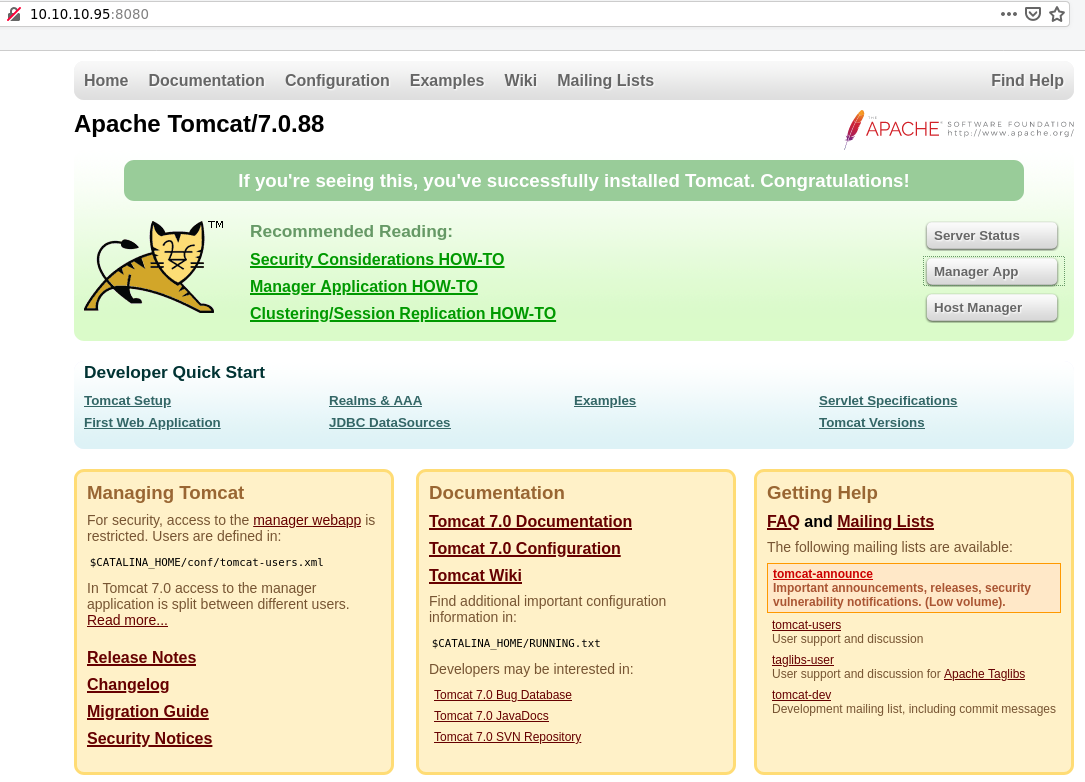 10.10.10.95:8080
Home Documentation Configuration Examples Wiki Mailing Lists Find Help
Apache Tomcat/7.0.88
THE APACHE SOFTWARE FOUNDATION
http://www.apache.org/
If you're seeing this, you've successfully installed Tomcat. Congratulations!
TM
Recommended Reading:
Security Considerations HOW-TO
Manager Application HOW-TO
Clustering/Session Replication HOW-TO
Server Status
Manager App
Host Manager
Developer Quick Start
Tomcat Setup
First Web Application
Realms & AAA
JDBC DataSources
Examples
Servlet Specifications
Tomcat Versions
Managing Tomcat
For security, access to the manager webapp is
restricted. Users are defined in:
$CATALINA_HOME/conf/tomcat-users.xml
In Tomcat 7.0 access to the manager
application is split between different users.
Read more...
Release Notes
Changelog
Migration Guide
Security Notices
Documentation
Tomcat 7.0 Documentation
Tomcat 7.0 Configuration
Tomcat Wiki
Find additional important configuration
information in:
$CATALINA_HOME/RUNNING.txt
Developers may be interested in:
Tomcat 7.0 Bug Database
Tomcat 7.0 JavaDocs
Tomcat 7.0 SVN Repository
Getting Help
FAQ and Mailing Lists
The following mailing lists are available:
tomcat-announce
Important announcements, releases, security
vulnerability notifications. (Low volume).
tomcat-users
User support and discussion
taglibs-user
User support and discussion for Apache Taglibs
tomcat-dev
Development mailing list, including commit messages